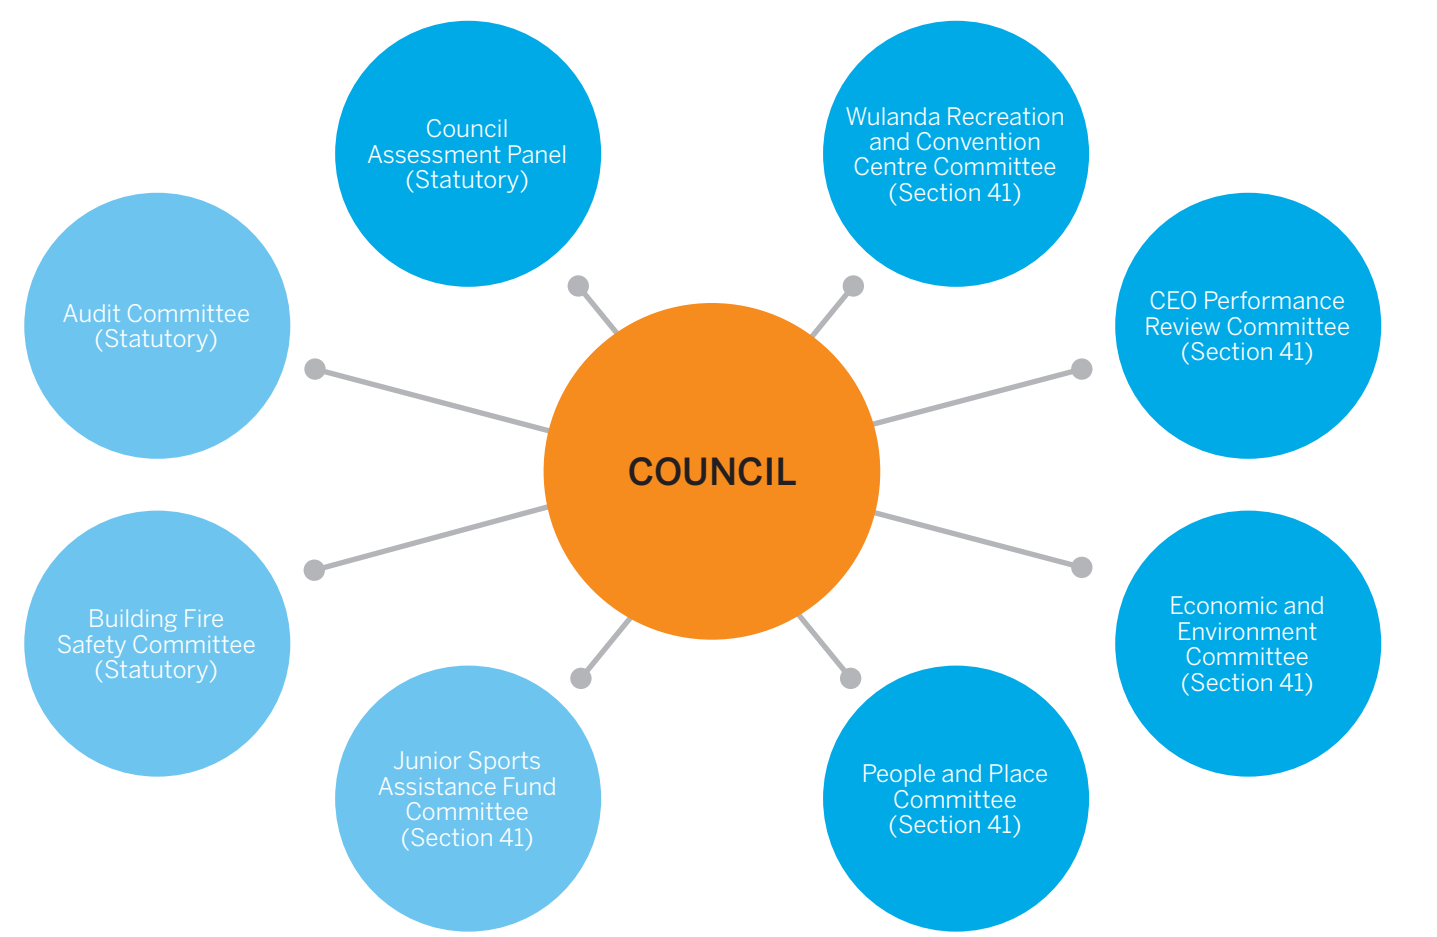 Council
Assessment Panel
(Statutory)
Wulanda Recreation
and Convention
Centre Committee
(Section 41)
Audit Committee
(Statutory)
CEO Performance
Review Committee
(Section 41)
COUNCIL
Building Fire
Safety Committee
(Statutory)
Economic and
Environment
Committee
(Section 41)
Junior Sports
Assistance Fund
Committee
(Section 41)
People and Place
Committee
(Section 41)